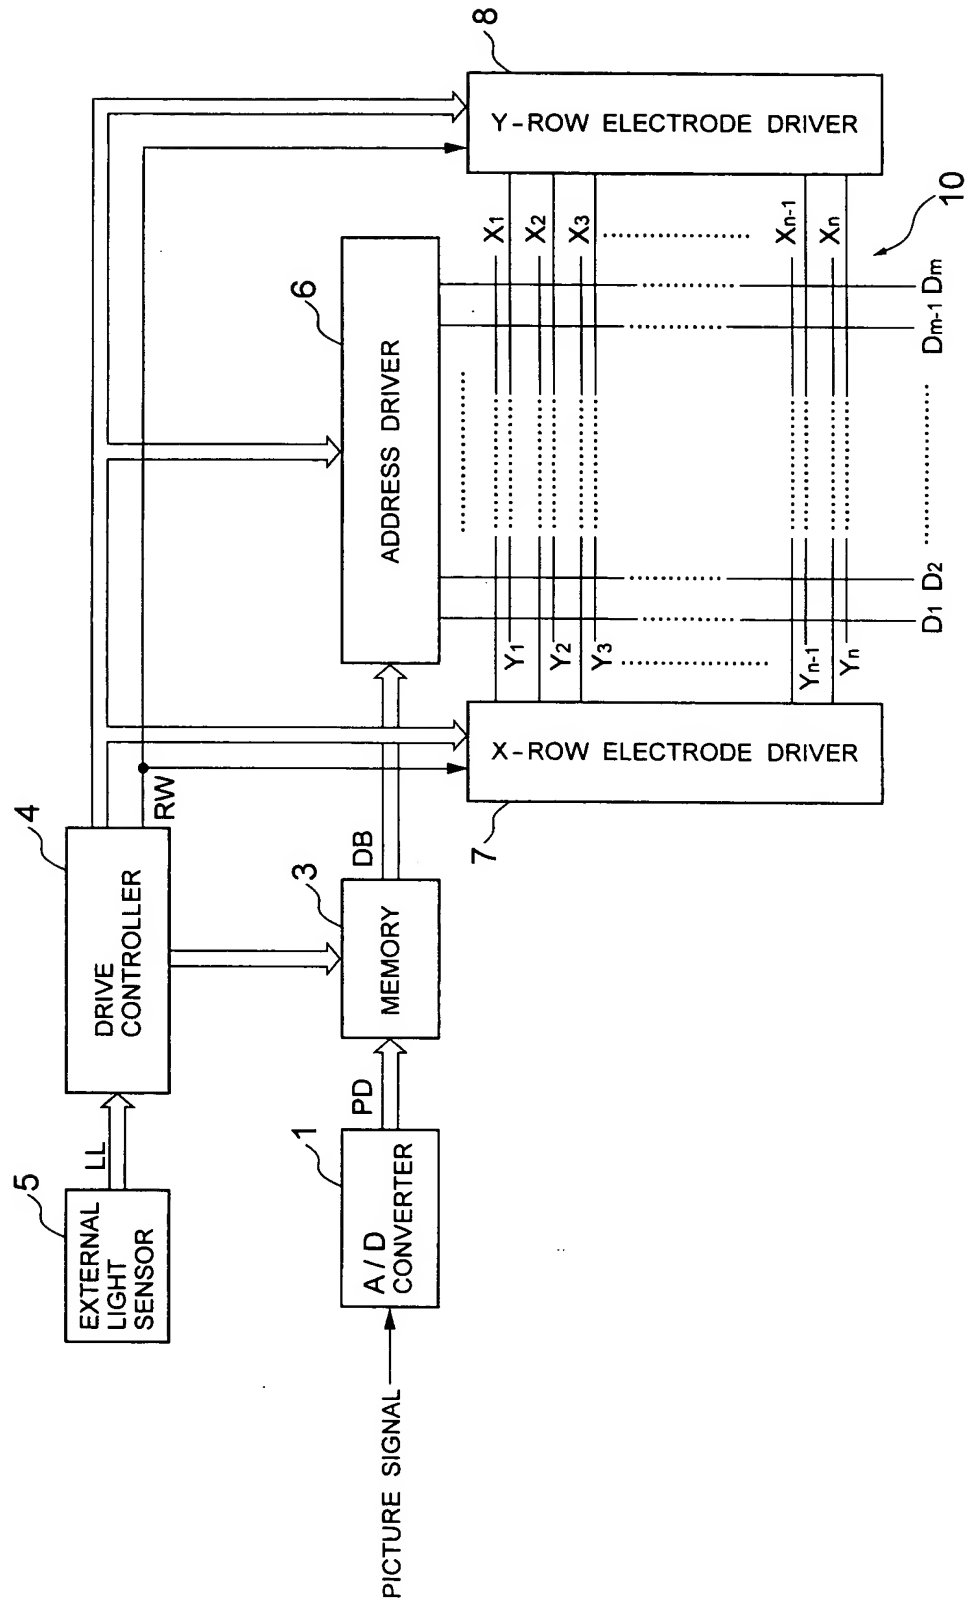 5
EXTERNAL
LIGHT
SENSOR
LL
4
DRIVE
CONTROLLER
RW
PICTURE SIGNAL
1
A/D
CONVERTER
PD
3
MEMORY
DB
6
ADDRESS DRIVER
7
X-ROW ELECTRODE DRIVER
8
Y-ROW ELECTRODE DRIVER
Y1
Y2
Y3
Yn-1
Yn
X1
X2
X3
Xn-1
Xn
D1 D2 Dm-1 Dm
10